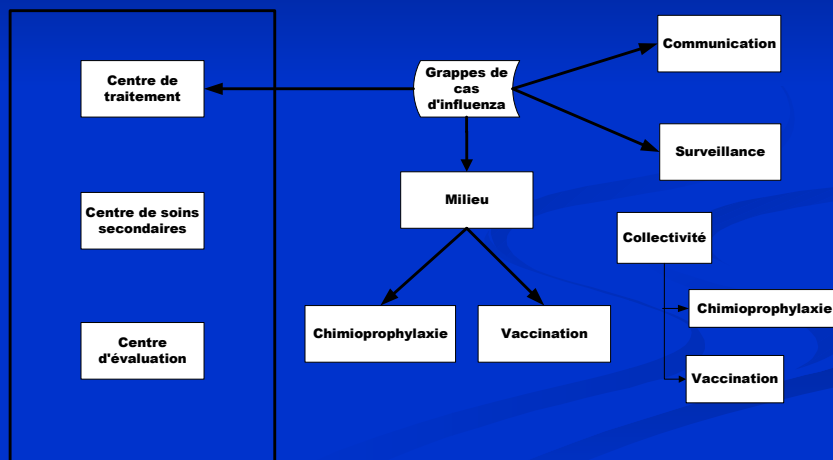 Centre de
traitement
Grappes de
cas
d'influenza
Communication
Surveillance
Centre de soins
secondaires
Milieu
Collectivité
Chimioprophylaxie
Vaccination
Chimioprophylaxie
Centre
d'évaluation
Vaccination